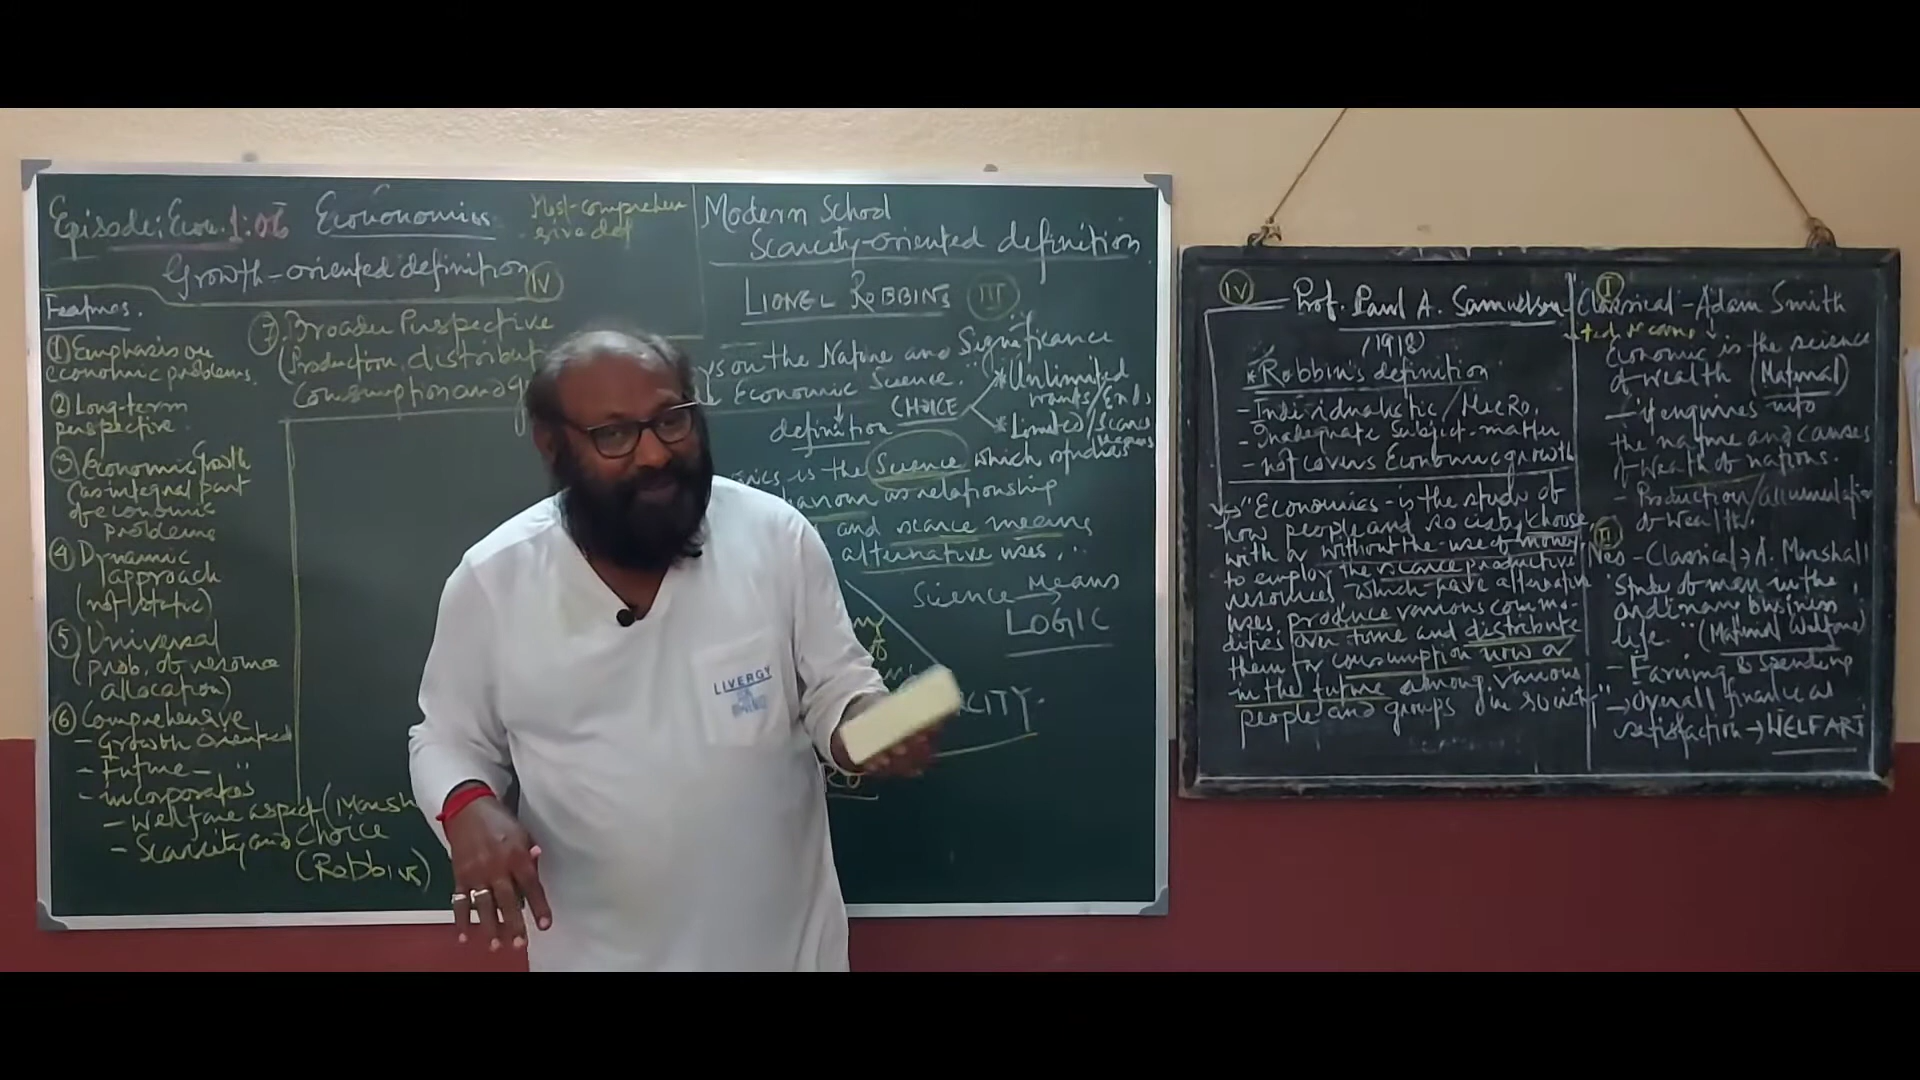 Episode: Econ. 1:06 Economics
Most-comprehen
sive def
Growth-oriented definition IV
Features.
① Emphasis on
economic problems.
② Long-term
perspective.
③ Economic Growth
(as integral part
of economic
problems
④ Dynamic
approach
(not static)
⑤ Universal
(prob. of resource
allocation)
⑥ Comprehensive
- Growth oriented
- Future - "
- incorporates
- Welfare aspect (Marsh
- Scarcity and Choice
(Robbins)
⑦ Broader Perspective
(Production, distribut
Consumption and g
Modern School
Scarcity-oriented definition
LIONEL ROBBINS III
ys on the Nature and Significance
Economic Science."
CHOICE
* Unlimited
wants/Ends
* Limited/Scarce
Means
definition
ics is the Science which studies
haviour as relationship
and scarce means
alternative uses."
Science Means
LOGIC
CITY.
IV Prof. Paul A. Samuelson
* Robbin's definition
- Individualistic/MICRO.
- Inadequate Subject-matter
- not covers Economic growth
→ "Economics is the study of
how people and society choose,
with or without the use of money
to employ the scarce productive
resources which have alternative
uses, produce various commo-
dities over time and distribute
them for consumption now or
in the future among various
people and groups in society"
I
Classical - Adam Smith
Economic is the science
of wealth (Material)
- it enquires into
the nature and causes
of wealth of nations.
- Production/accumulation
of wealth.
II
Neo-Classical → A. Marshall
"Study of man in the
ordinary business
life." (Material Welfare)
- Earning & Spending
- Overall financial
satisfaction → WELFARE
LIVERGY